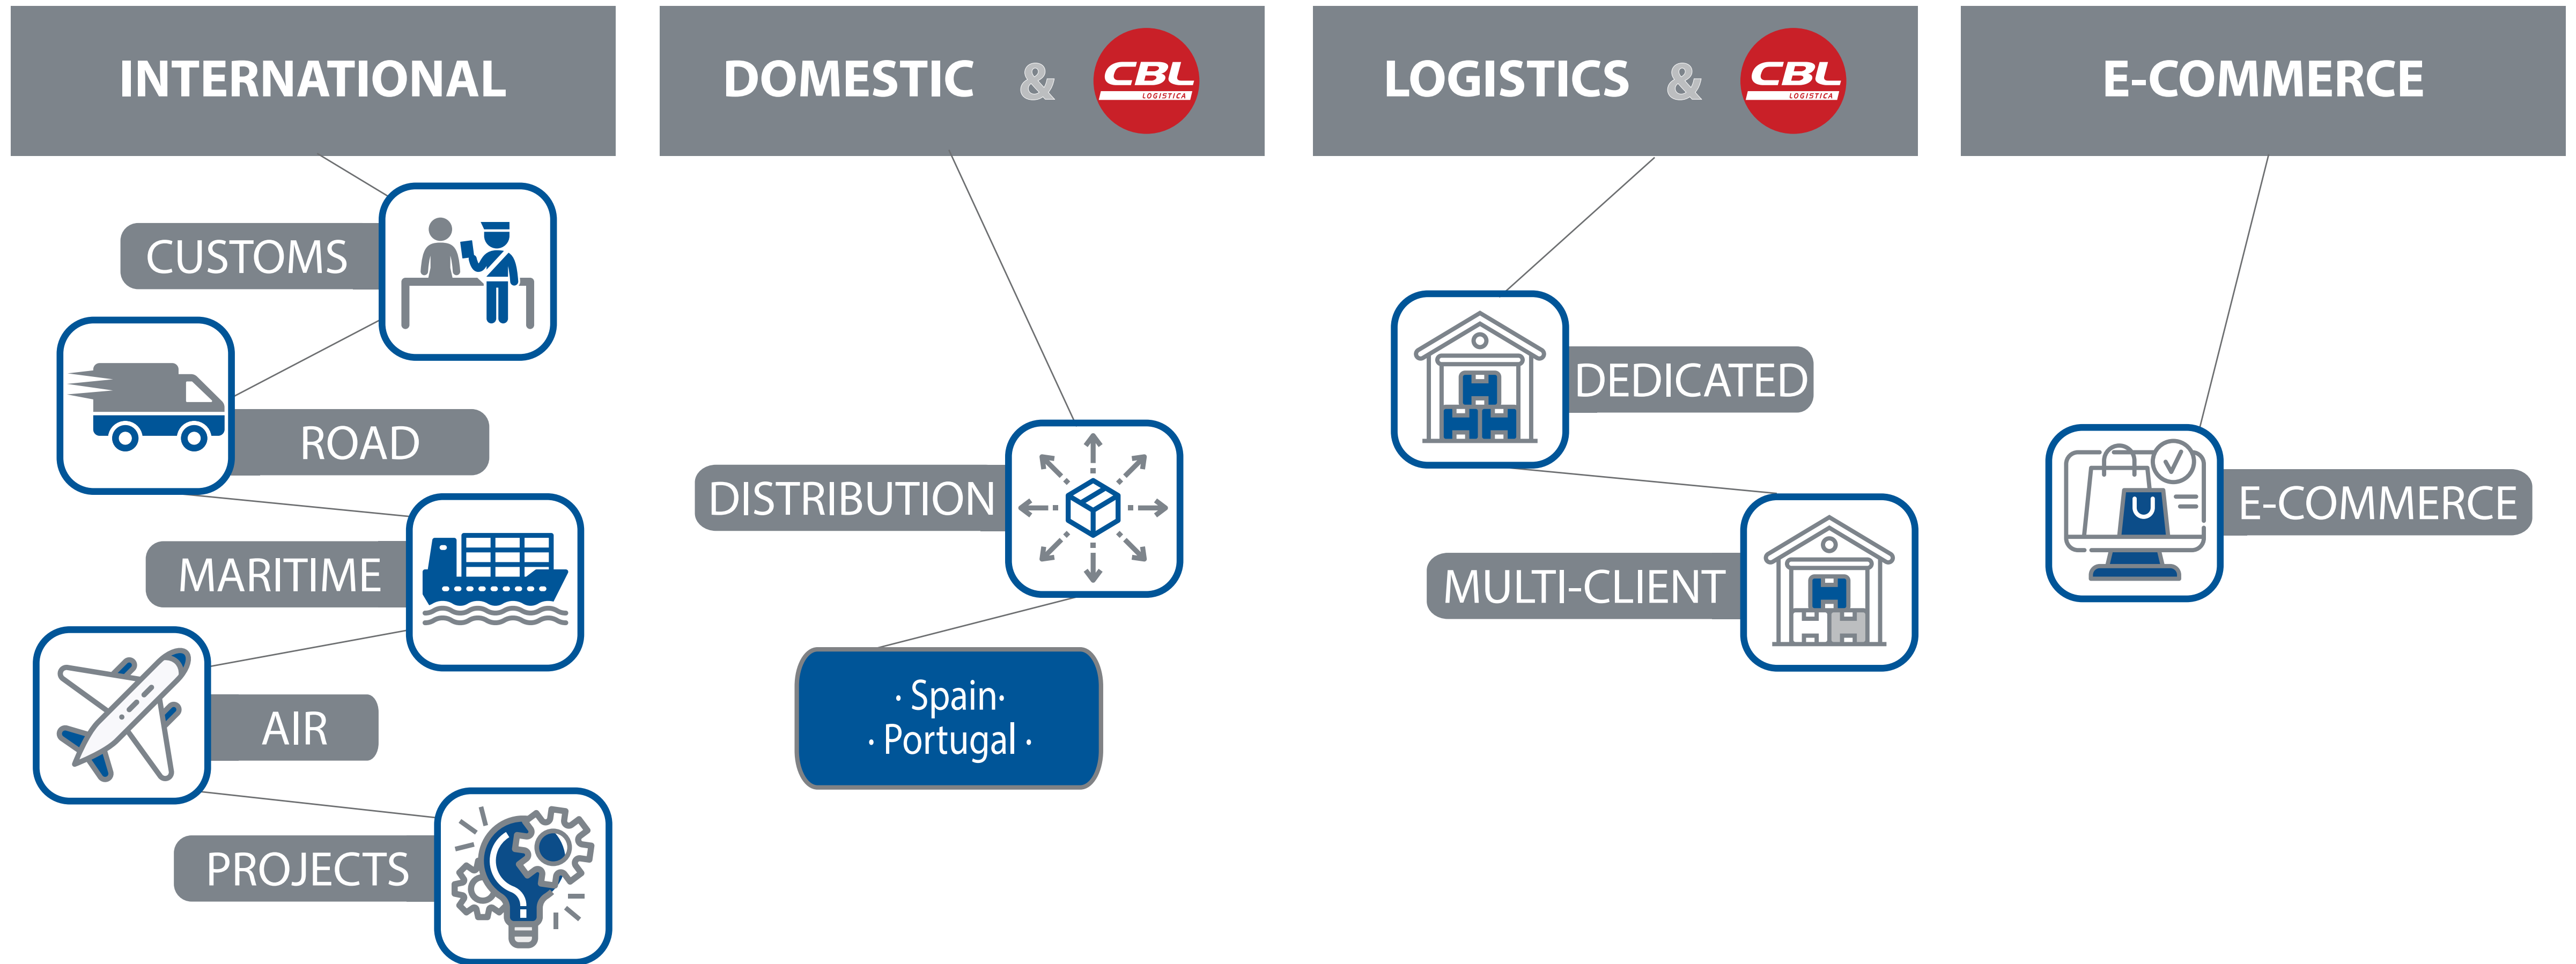 INTERNATIONAL
CUSTOMS
ROAD
MARITIME
AIR
PROJECTS
DOMESTIC & CBL LOGISTICA
DISTRIBUTION
· Spain·
· Portugal ·
LOGISTICS & CBL LOGISTICA
DEDICATED
MULTI-CLIENT
E-COMMERCE
E-COMMERCE